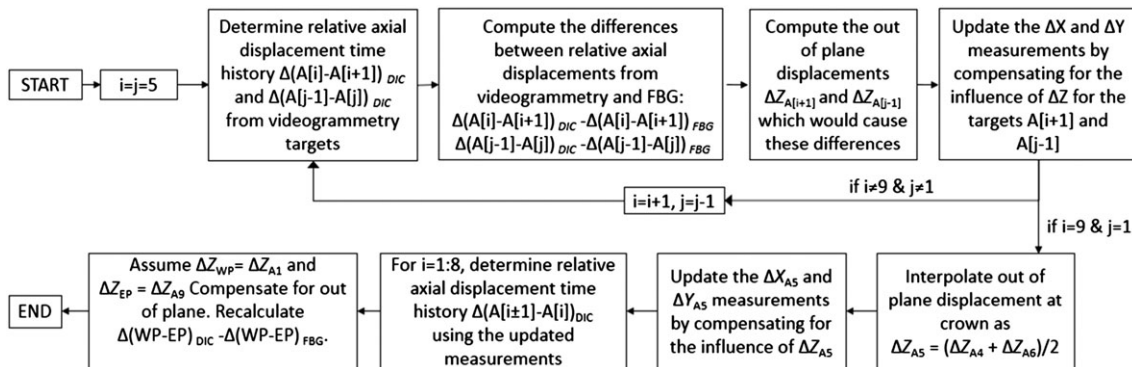 START
i=j=5
Determine relative
axial displacement time
history Δ(A[i]-A[i+1]) DIC
and Δ(A[j-1]-A[j]) DIC
from videogrammetry
targets
Compute the differences
between relative axial
displacements from
videogrammetry and FBG:
Δ(A[i]-A[i+1]) DIC -Δ(A[i]-A[i+1]) FBG
Δ(A[j-1]-A[j]) DIC -Δ(A[j-1]-A[j]) FBG
Compute the out
of plane
displacements
ΔZA[i+1] and ΔZA[j-1]
which would cause
these differences
Update the ΔX and ΔY
measurements by
compensating for the
influence of ΔZ for the
targets A[i+1] and
A[j-1]
if i≠9 & j≠1
i=i+1, j=j-1
if i=9 & j=1
Interpolate out of
plane displacement at
crown as
ΔZA5 = (ΔZA4 + ΔZA6)/2
Update the ΔXA5 and
ΔYA5 measurements
by compensating for
the influence of ΔZA5
For i=1:8, determine relative
axial displacement time
history Δ(A[i±1]-A[i])DIC
using the updated
measurements
Assume ΔZWP= ΔZA1 and
ΔZEP = ΔZA9 Compensate for out
of plane. Recalculate
Δ(WP-EP) DIC -Δ(WP-EP) FBG.
END